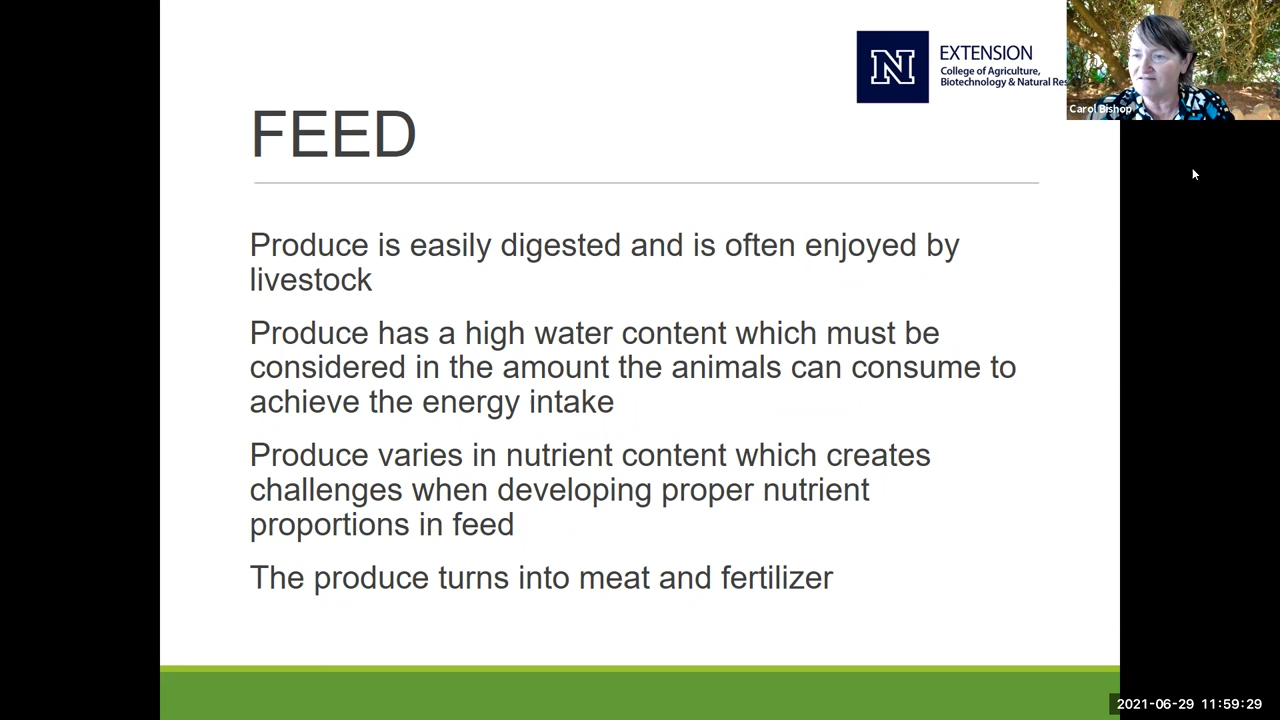 N
EXTENSION
College of Agriculture,
Biotechnology & Natural Res
Carol Bishop
FEED
Produce is easily digested and is often enjoyed by
livestock
Produce has a high water content which must be
considered in the amount the animals can consume to
achieve the energy intake
Produce varies in nutrient content which creates
challenges when developing proper nutrient
proportions in feed
The produce turns into meat and fertilizer
2021-06-29 11:59:29